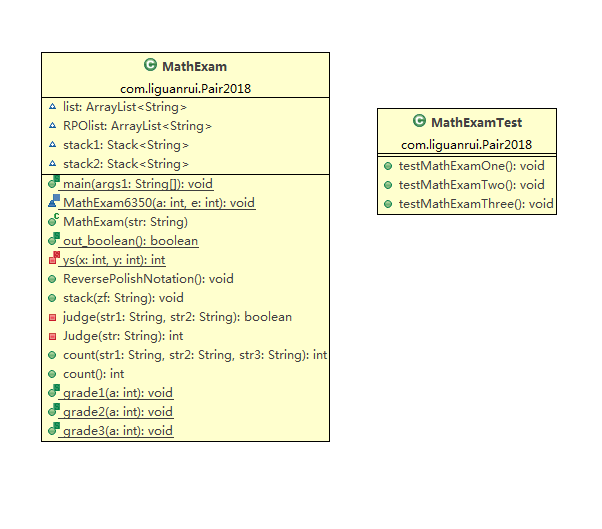 MathExam
com.liguanrui.Pair2018
list: ArrayList<String>
RPOlist: ArrayList<String>
stack1: Stack<String>
stack2: Stack<String>
main(args1: String[]): void
MathExam6350(a: int, e: int): void
MathExam(str: String)
out_boolean(): boolean
ys(x: int, y: int): int
ReversePolishNotation(): void
stack(zf: String): void
judge(str1: String, str2: String): boolean
Judge(str: String): int
count(str1: String, str2: String, str3: String): int
count(): int
grade1(a: int): void
grade2(a: int): void
grade3(a: int): void
MathExamTest
com.liguanrui.Pair2018
testMathExamOne(): void
testMathExamTwo(): void
testMathExamThree(): void